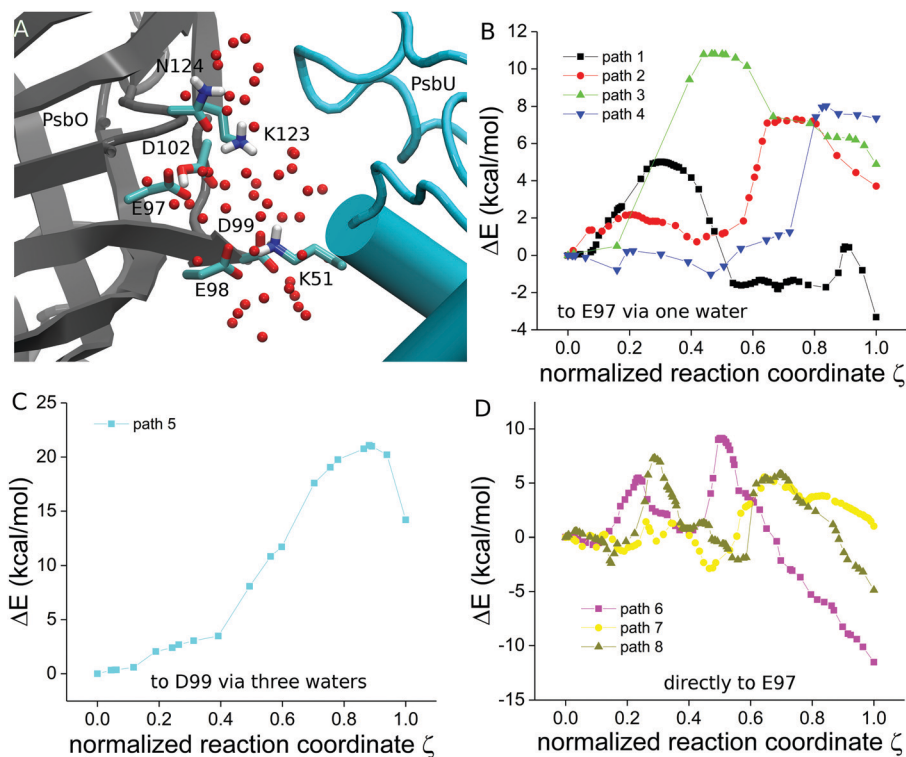 A
N124
PsbO
PsbU
K123
D102
E97
D99
E98
K51
B
path 1
path 2
path 3
path 4
12
10
8
6
4
2
0
-2
-4
ΔE (kcal/mol)
to E97 via one water
0.0 0.2 0.4 0.6 0.8 1.0
normalized reaction coordinate ζ
C
path 5
25
20
15
10
5
0
ΔE (kcal/mol)
to D99 via three waters
0.0 0.2 0.4 0.6 0.8 1.0
normalized reaction coordinate ζ
D
10
5
0
-5
-10
-15
ΔE (kcal/mol)
path 6
path 7
path 8
directly to E97
0.0 0.2 0.4 0.6 0.8 1.0
normalized reaction coordinate ζ